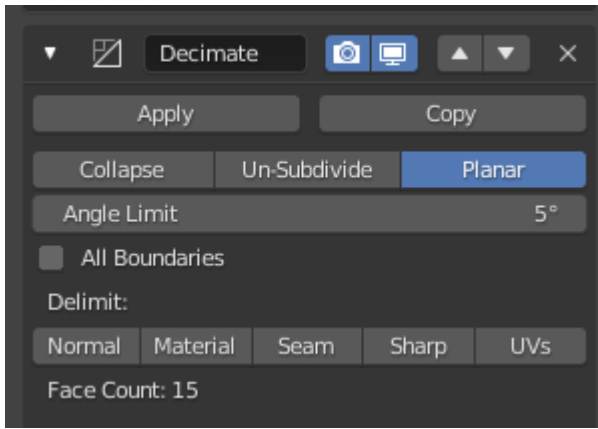 Decimate
Apply Copy
Collapse Un-Subdivide Planar
Angle Limit 5°
All Boundaries
Delimit:
Normal Material Seam Sharp UVs
Face Count: 15